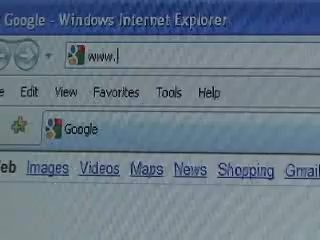 Google - Windows Internet Explorer
www.
Edit View Favorites Tools Help
Google
eb Images Videos Maps News Shopping Gmail